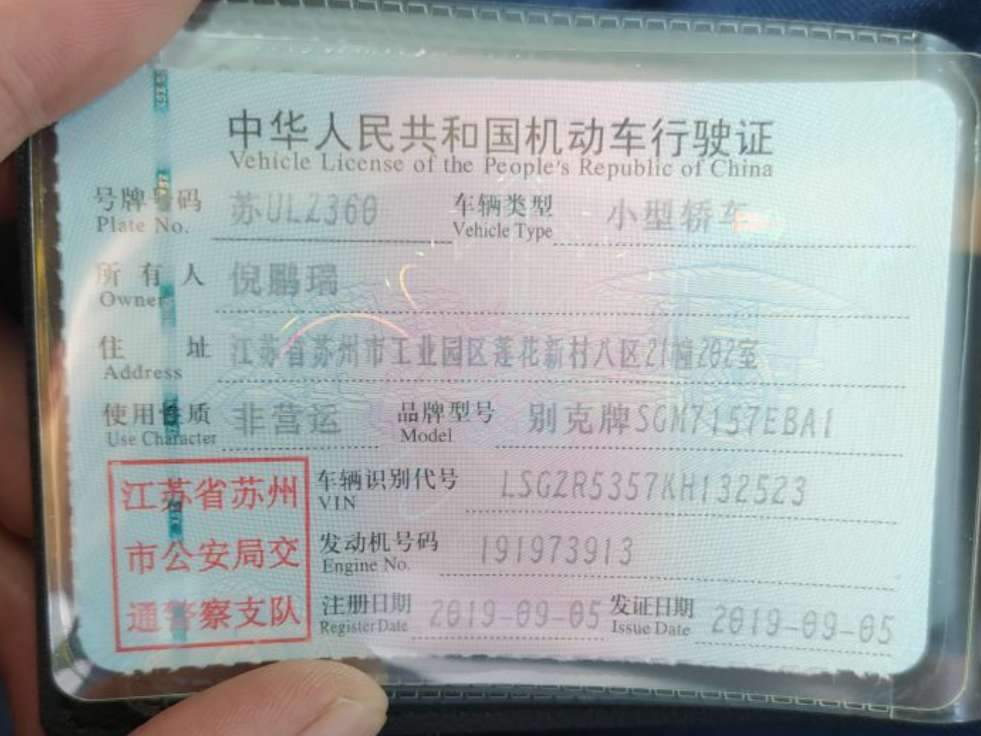 中华人民共和国机动车行驶证
Vehicle License of the People's Republic of China
号牌号码 苏ULZ360 车辆类型 小型轿车
Plate No. Vehicle Type
所有人 倪鹏瑞
Owner
住址 江苏省苏州市工业园区莲花新村八区21幢202室
Address
使用性质 非营运 品牌型号 别克牌SGM7157EBA1
Use Character Model
江苏省苏州
市公安局交
通警察支队
车辆识别代号 LSGZR5357KH132523
VIN
发动机号码 191973913
Engine No.
注册日期 2019-09-05 发证日期 2019-09-05
Register Date Issue Date